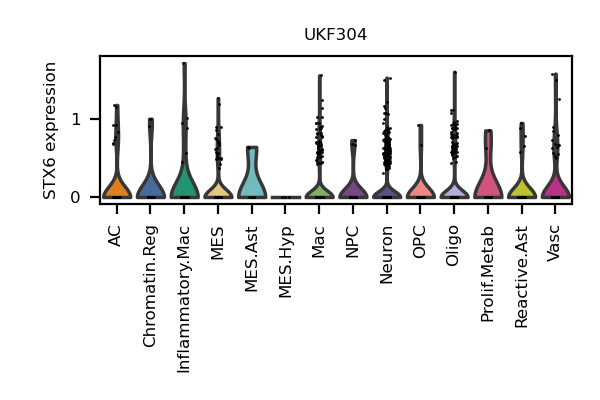 UKF304
STX6 expression
1
0
AC
Chromatin.Reg
Inflammatory.Mac
MES
MES.Ast
MES.Hyp
Mac
NPC
Neuron
OPC
Oligo
Prolif.Metab
Reactive.Ast
Vasc